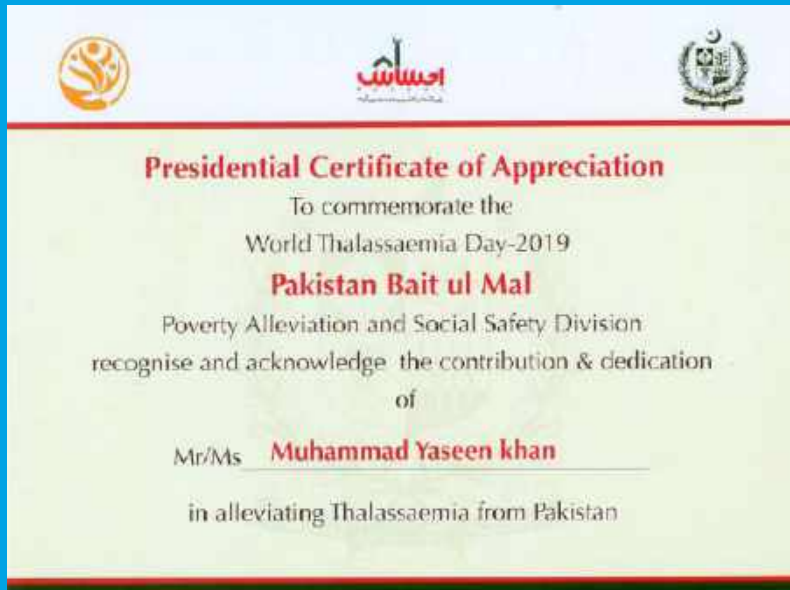 احساس
Presidential Certificate of Appreciation
To commemorate the
World Thalassaemia Day-2019
Pakistan Bait ul Mal
Poverty Alleviation and Social Safety Division
recognise and acknowledge the contribution & dedication
of
Mr/Ms Muhammad Yaseen khan
in alleviating Thalassaemia from Pakistan